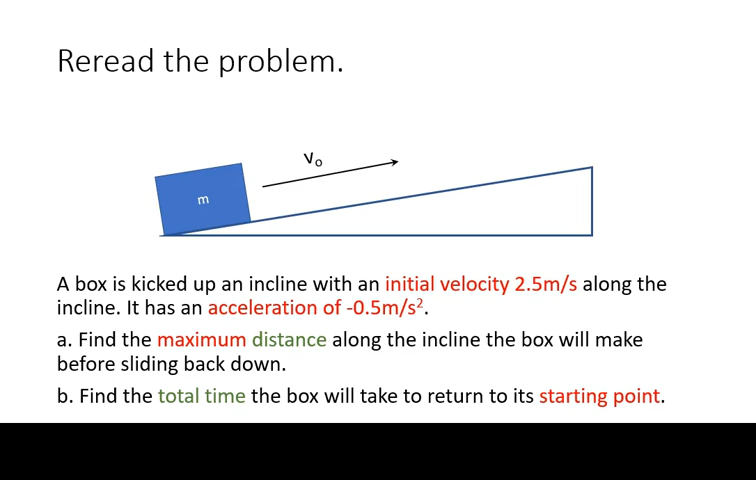 Reread the problem.
Vo
m
A box is kicked up an incline with an initial velocity 2.5m/s along the
incline. It has an acceleration of -0.5m/s².
a. Find the maximum distance along the incline the box will make
before sliding back down.
b. Find the total time the box will take to return to its starting point.